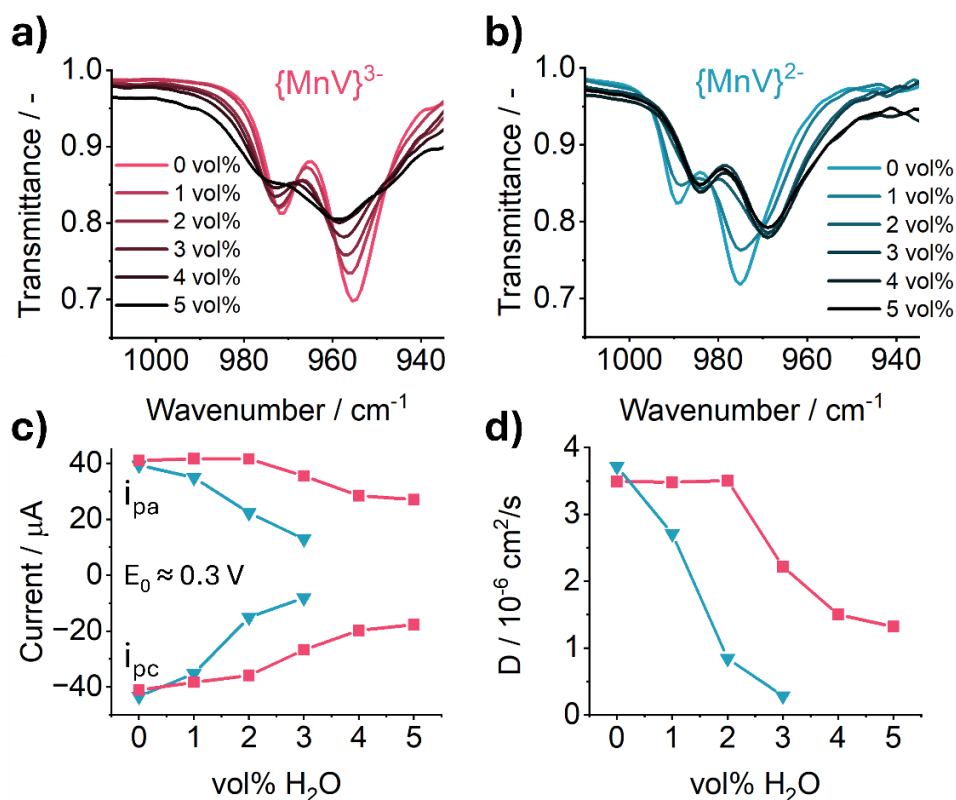 a)
{MnV}³⁻
1.0
0.9
0.8
0.7
Transmittance / -
0 vol%
1 vol%
2 vol%
3 vol%
4 vol%
5 vol%
1000
980
960
940
Wavenumber / cm⁻¹
b)
{MnV}²⁻
1.0
0.9
0.8
0.7
Transmittance / -
0 vol%
1 vol%
2 vol%
3 vol%
4 vol%
5 vol%
1000
980
960
940
Wavenumber / cm⁻¹
c)
40
20
0
−20
−40
Current / μA
i_pa
E₀ ≈ 0.3 V
i_pc
0
1
2
3
4
5
vol% H₂O
d)
4
3
2
1
0
D / 10⁻⁶ cm²/s
0
1
2
3
4
5
vol% H₂O